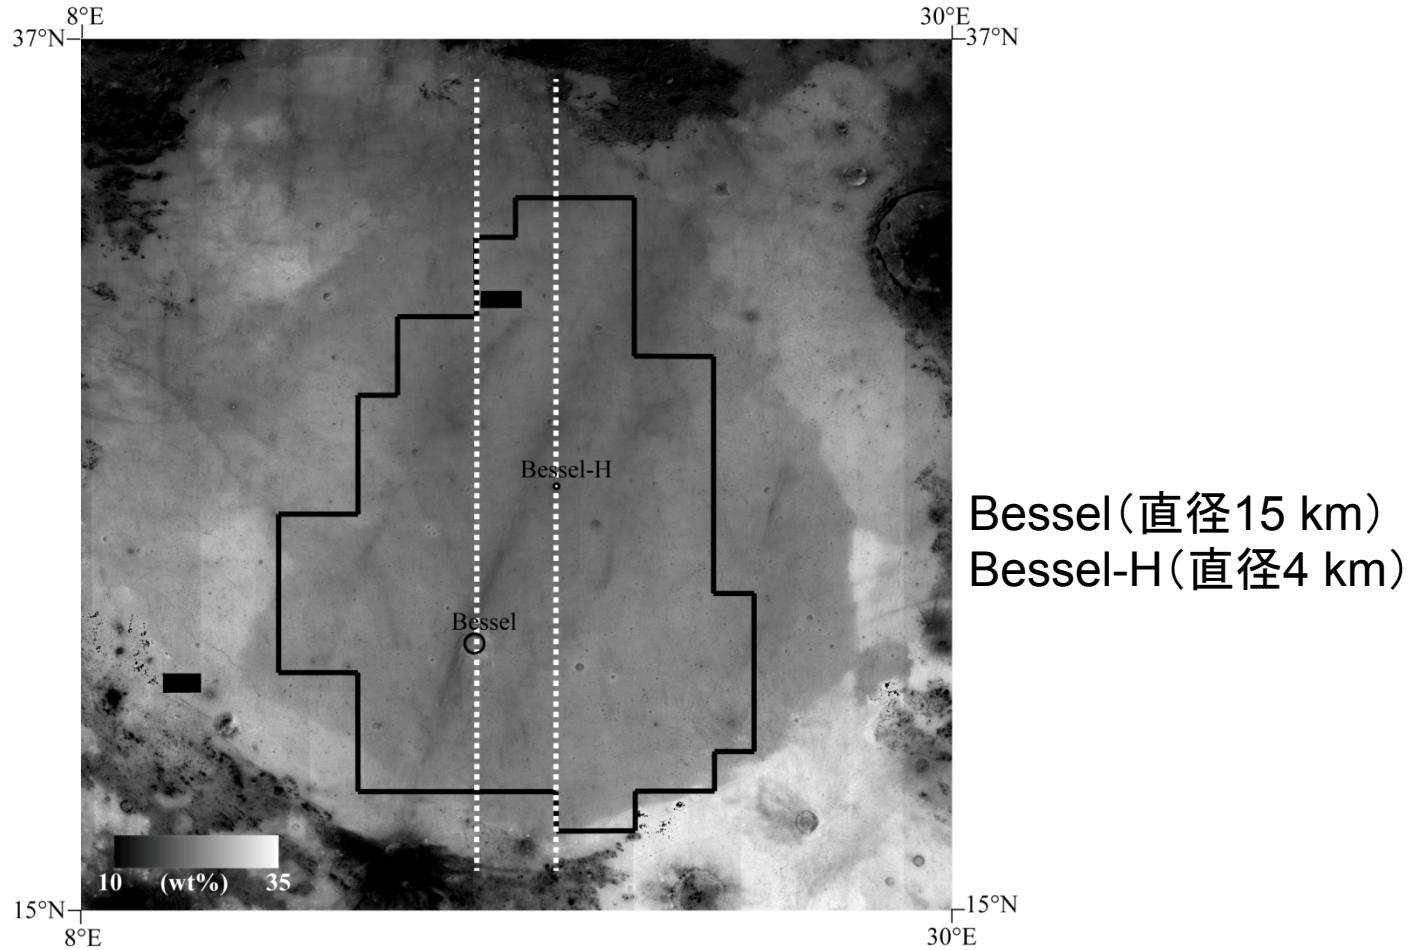 8°E 30°E
37°N 37°N
Bessel-H
Bessel（直径15 km）
Bessel-H（直径4 km）
Bessel
10 (wt%) 35
15°N 15°N
8°E 30°E